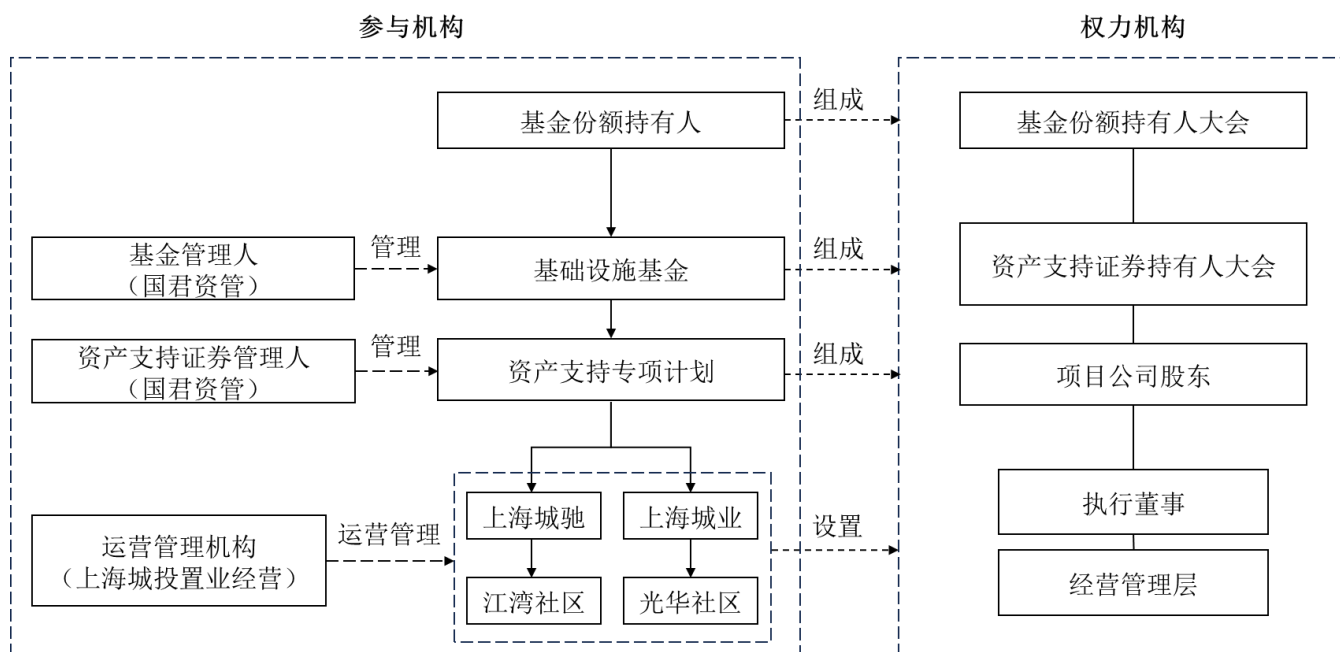 参与机构
权力机构
基金份额持有人
组成
基金份额持有人大会
基金管理人
（国君资管）
管理
基础设施基金
组成
资产支持证券持有人大会
资产支持证券管理人
（国君资管）
管理
资产支持专项计划
组成
项目公司股东
上海城驰
上海城业
执行董事
运营管理机构
（上海城投置业经营）
运营管理
设置
江湾社区
光华社区
经营管理层